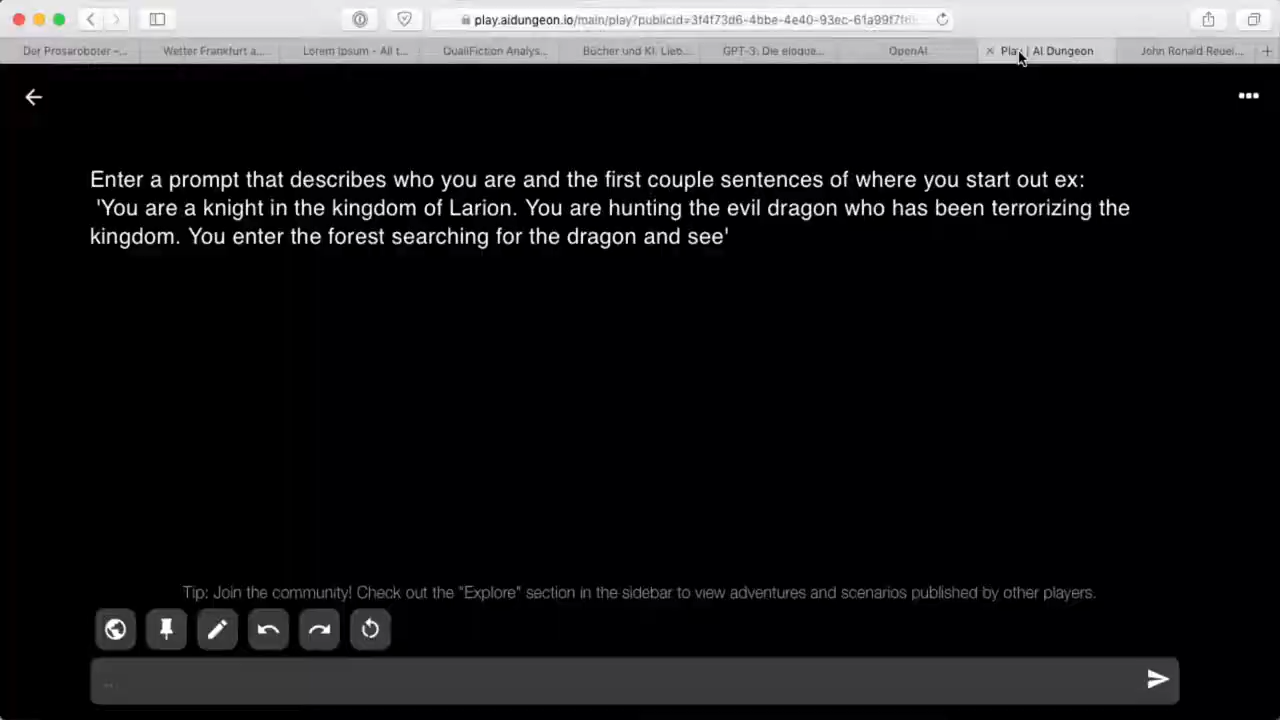 play.aidungeon.io/main/play?publicid=3f4f73d6-4bbe-4e40-93ec-61a99f7f6
Der Prosaroboter –... Wetter Frankfurt a... Lorem Ipsum - All t... QualiFiction Analys... Bücher und KI. Lieb... GPT-3: Die eloque... OpenAI Play | AI Dungeon John Ronald Reuel...
Enter a prompt that describes who you are and the first couple sentences of where you start out ex:
'You are a knight in the kingdom of Larion. You are hunting the evil dragon who has been terrorizing the
kingdom. You enter the forest searching for the dragon and see'
Tip: Join the community! Check out the "Explore" section in the sidebar to view adventures and scenarios published by other players.
...